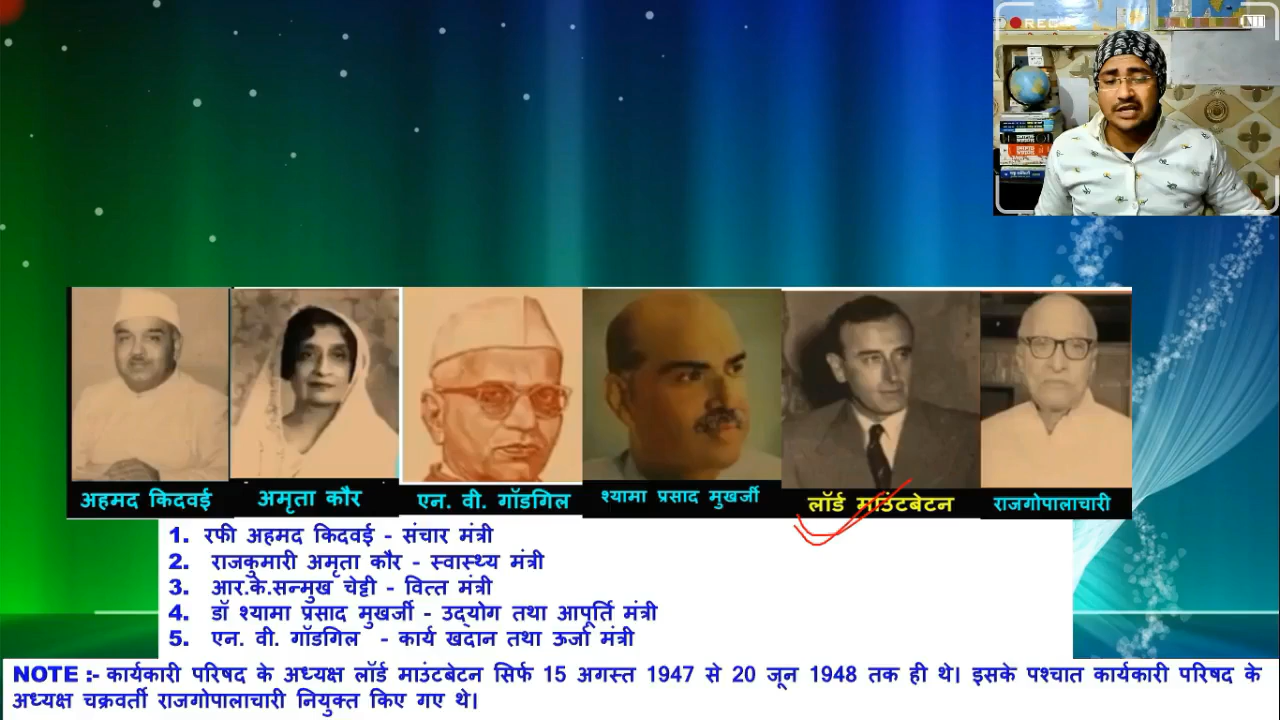 REC
अहमद किदवई
अमृता कौर
एन. वी. गॉडगिल
श्यामा प्रसाद मुखर्जी
लॉर्ड माउंटबेटन
राजगोपालाचारी
1. रफी अहमद किदवई - संचार मंत्री
2. राजकुमारी अमृता कौर - स्वास्थ्य मंत्री
3. आर.के.सन्मुख चेट्टी - वित्त मंत्री
4. डॉ श्यामा प्रसाद मुखर्जी - उद्योग तथा आपूर्ति मंत्री
5. एन. वी. गॉडगिल - कार्य खदान तथा ऊर्जा मंत्री
NOTE :- कार्यकारी परिषद के अध्यक्ष लॉर्ड माउंटबेटन सिर्फ 15 अगस्त 1947 से 20 जून 1948 तक ही थे। इसके पश्चात कार्यकारी परिषद के
अध्यक्ष चक्रवर्ती राजगोपालाचारी नियुक्त किए गए थे।